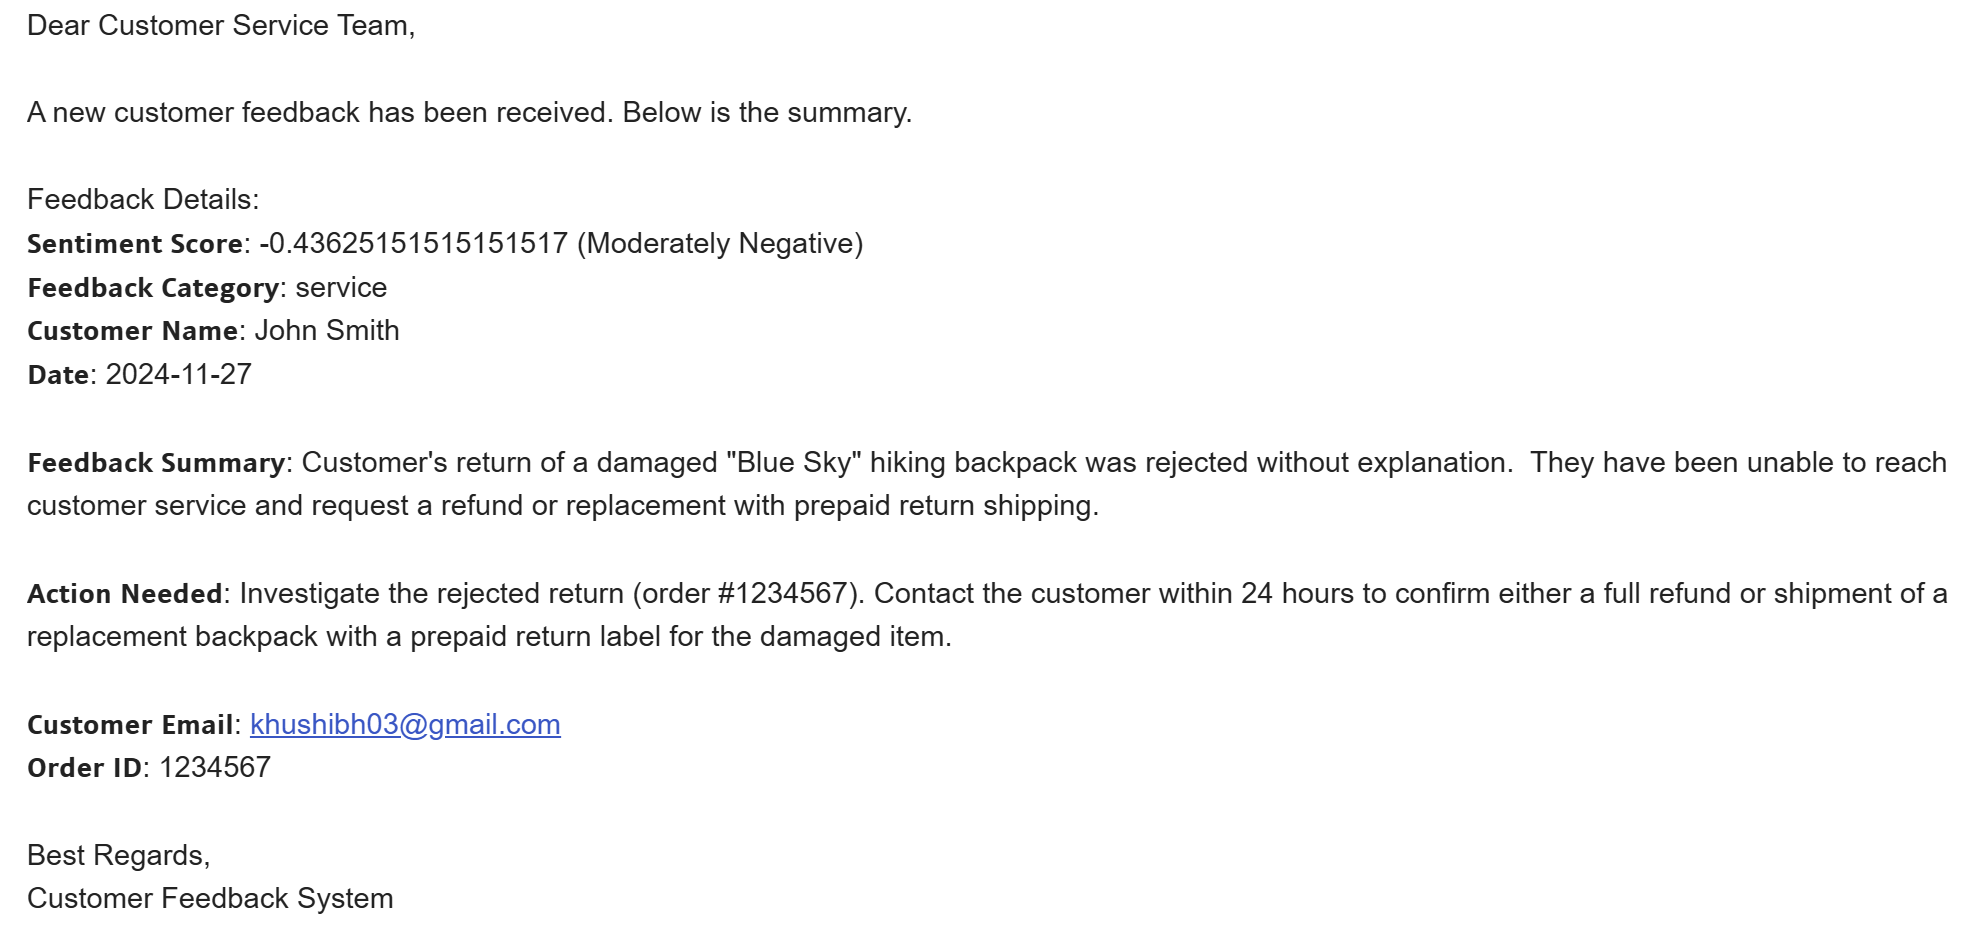 Dear Customer Service Team,
A new customer feedback has been received. Below is the summary.
Feedback Details:
Sentiment Score: -0.43625151515151517 (Moderately Negative)
Feedback Category: service
Customer Name: John Smith
Date: 2024-11-27
Feedback Summary: Customer's return of a damaged "Blue Sky" hiking backpack was rejected without explanation.  They have been unable to reach
customer service and request a refund or replacement with prepaid return shipping.
Action Needed: Investigate the rejected return (order #1234567). Contact the customer within 24 hours to confirm either a full refund or shipment of a
replacement backpack with a prepaid return label for the damaged item.
Customer Email: khushibh03@gmail.com
Order ID: 1234567
Best Regards,
Customer Feedback System